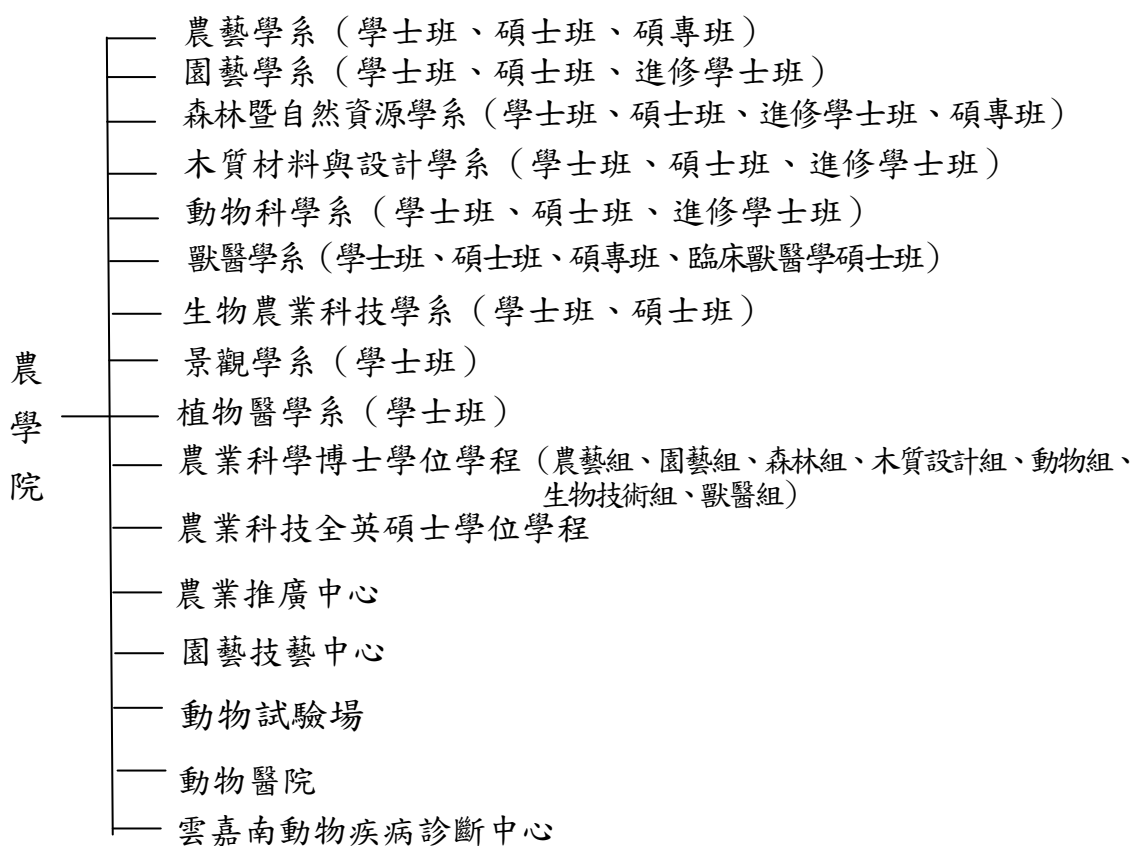 農藝學系（學士班、碩士班、碩專班）
園藝學系（學士班、碩士班、進修學士班）
森林暨自然資源學系（學士班、碩士班、進修學士班、碩專班）
木質材料與設計學系（學士班、碩士班、進修學士班）
動物科學系（學士班、碩士班、進修學士班）
獸醫學系（學士班、碩士班、碩專班、臨床獸醫學碩士班）
生物農業科技學系（學士班、碩士班）
景觀學系（學士班）
農學院
植物醫學系（學士班）
農業科學博士學位學程（農藝組、園藝組、森林組、木質設計組、動物組、
生物技術組、獸醫組）
農業科技全英碩士學位學程
農業推廣中心
園藝技藝中心
動物試驗場
動物醫院
雲嘉南動物疾病診斷中心